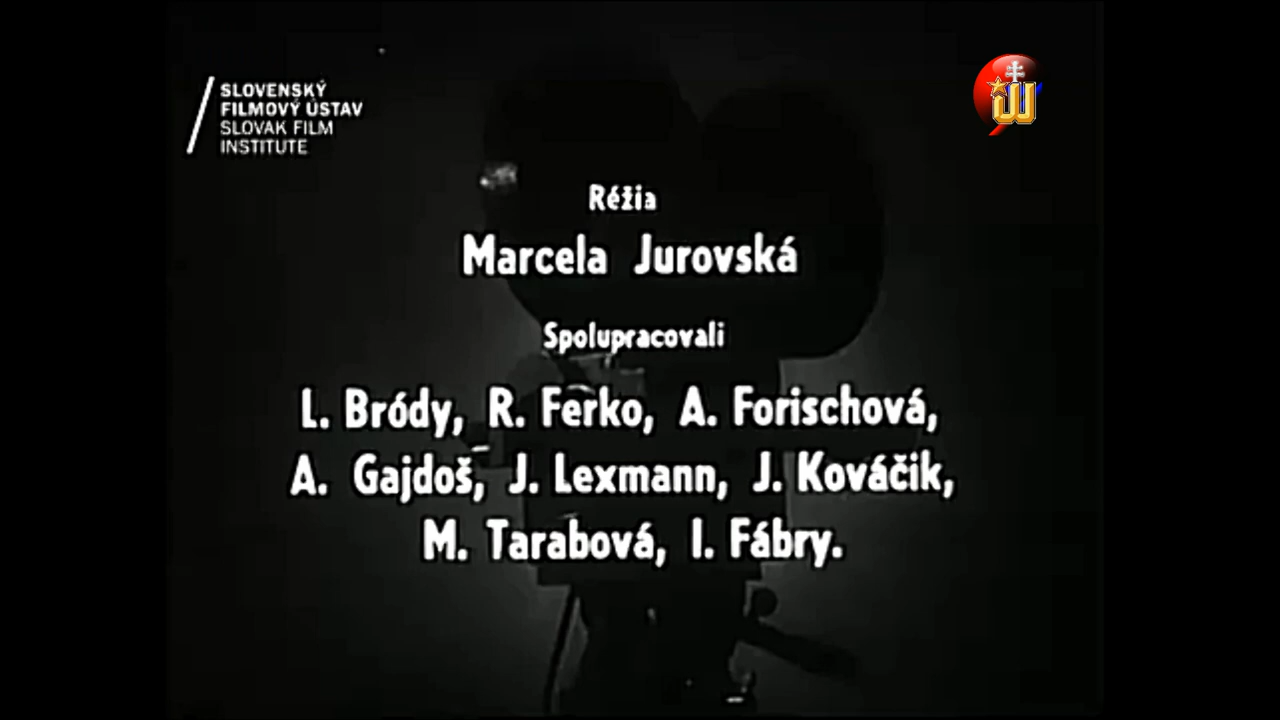 SLOVENSKÝ
FILMOVÝ ÚSTAV
SLOVAK FILM
INSTITUTE
Réžia
Marcela Jurovská
Spolupracovali
L. Bródy, R. Ferko, A. Forischová,
A. Gajdoš, J. Lexmann, J. Kováčik,
M. Tarabová, I. Fábry.